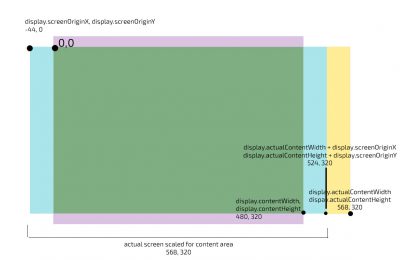 display.screenOriginX, display.screenOriginY
-44, 0
0,0
display.actualContentWidth + display.screenOriginX
display.actualContentHeight + display.screenOriginY
524, 320
display.contentWidth,
display.contentHeight
480, 320
display.actualContentWidth
display.actualContentHeight
568, 320
actual screen scaled for content area
568, 320